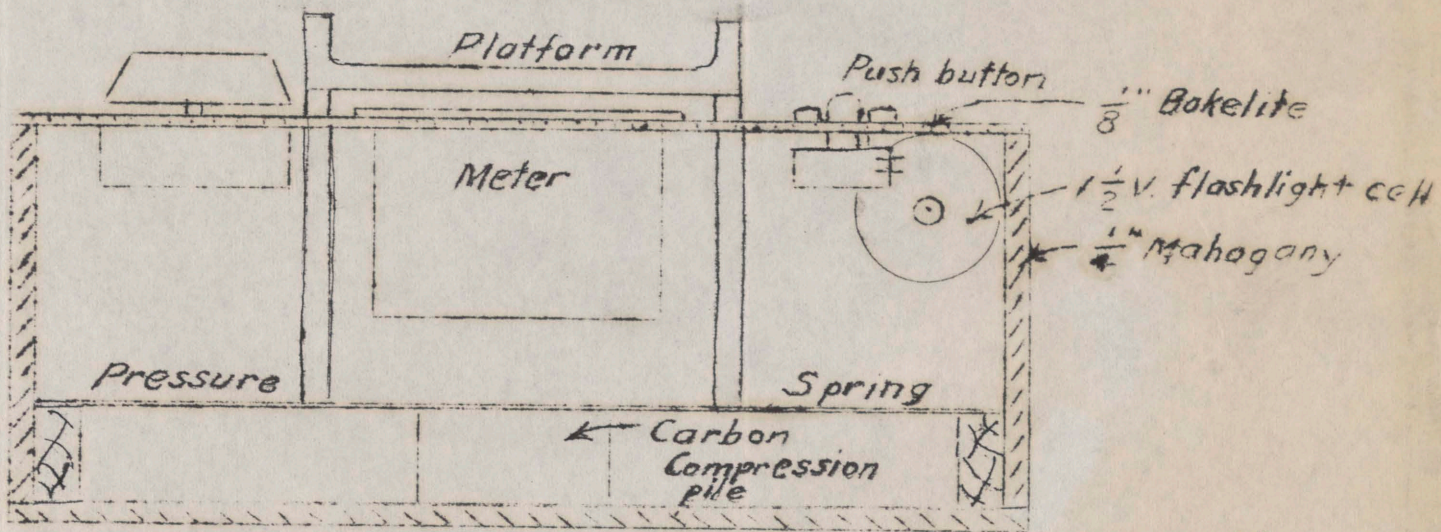 Platform
Push button
1/8" Bakelite
Meter
1 1/2 V. flashlight cell
1/4" Mahogany
Pressure
Spring
Carbon
Compression
pile